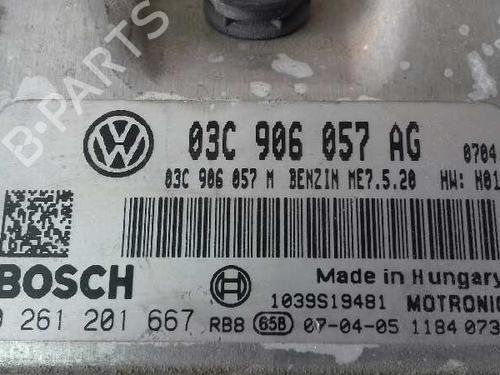 03C 906 057 AG 0704
03C 906 057 M BENZIN ME7.5.20 HW: H01
BOSCH
Made in Hungary
1039S19481 MOTRONIC
0 261 201 667 RB8 65B 07-04-05 1184 073
B-PARTS